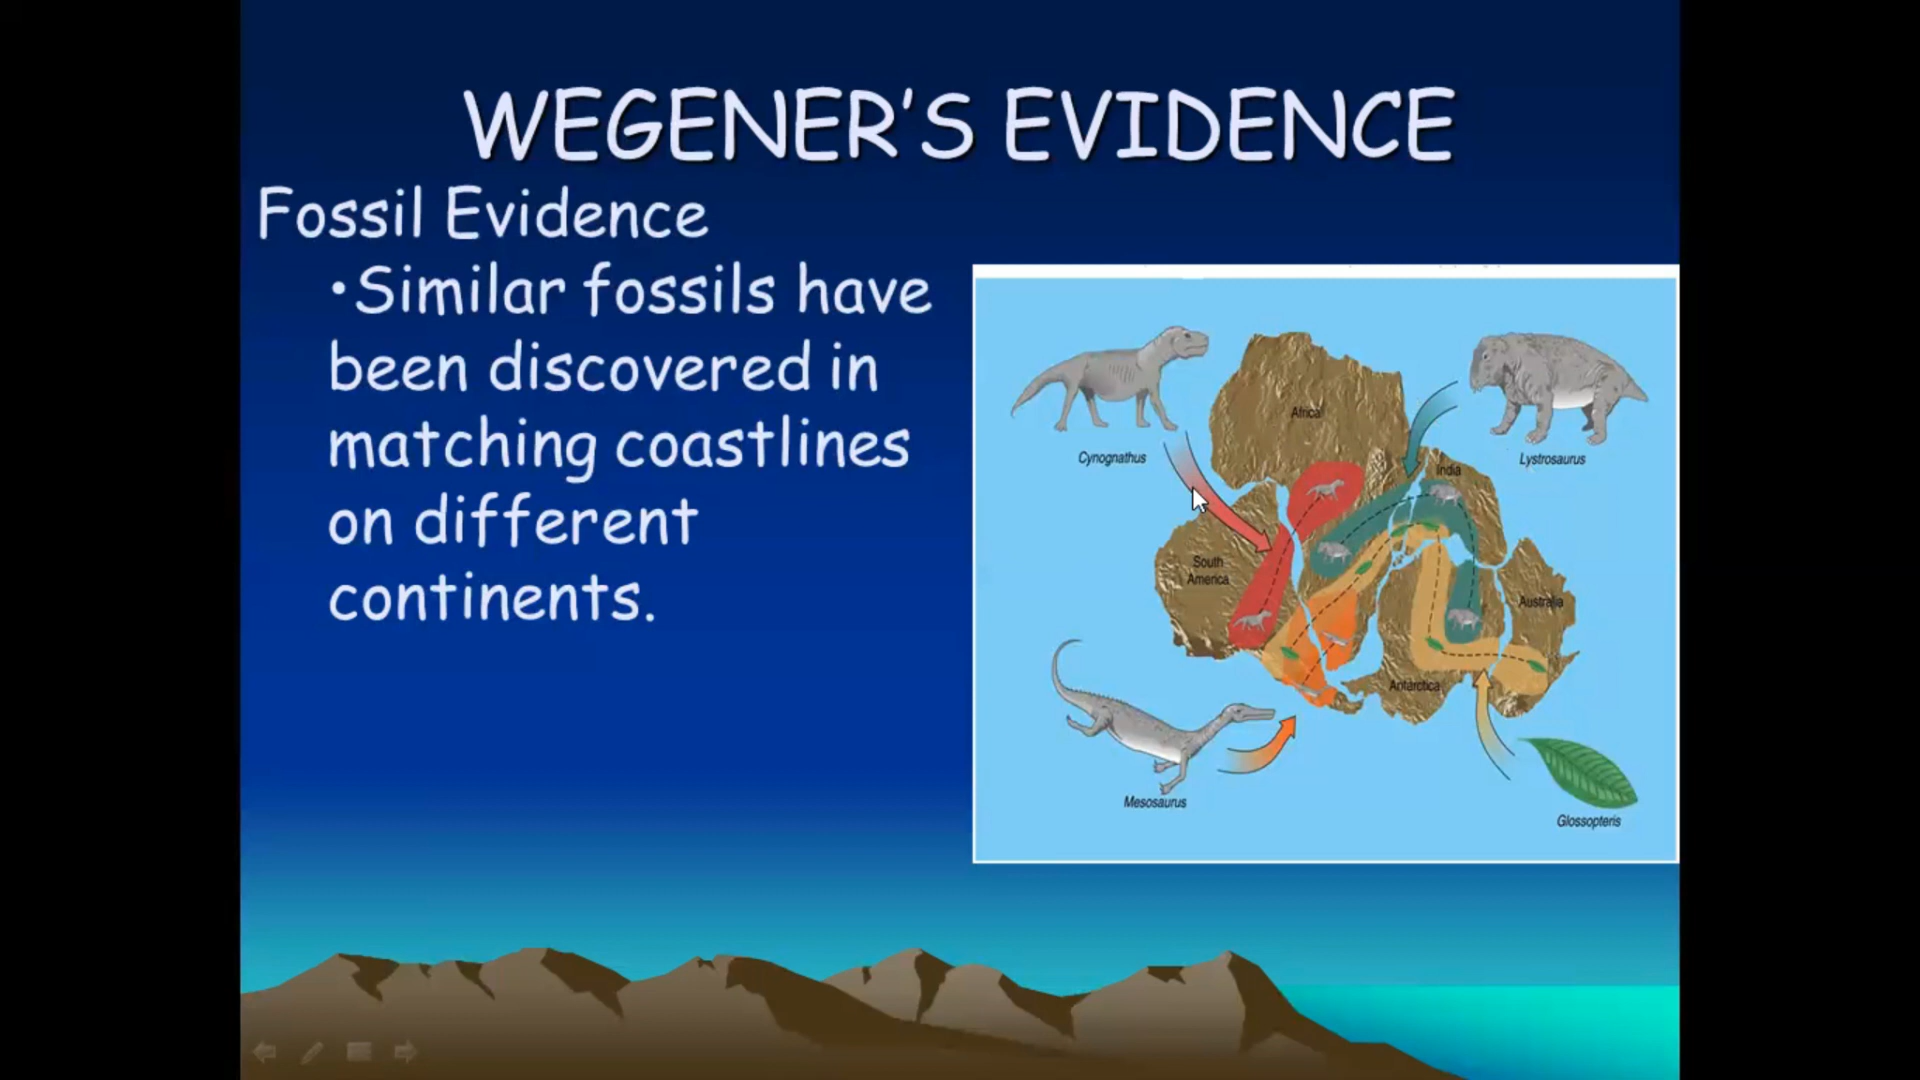 WEGENER’S EVIDENCE
Fossil Evidence
•Similar fossils have
been discovered in
matching coastlines
on different
continents.
Africa
Cynognathus
Lystrosaurus
India
South
America
Australia
Antarctica
Mesosaurus
Glossopteris